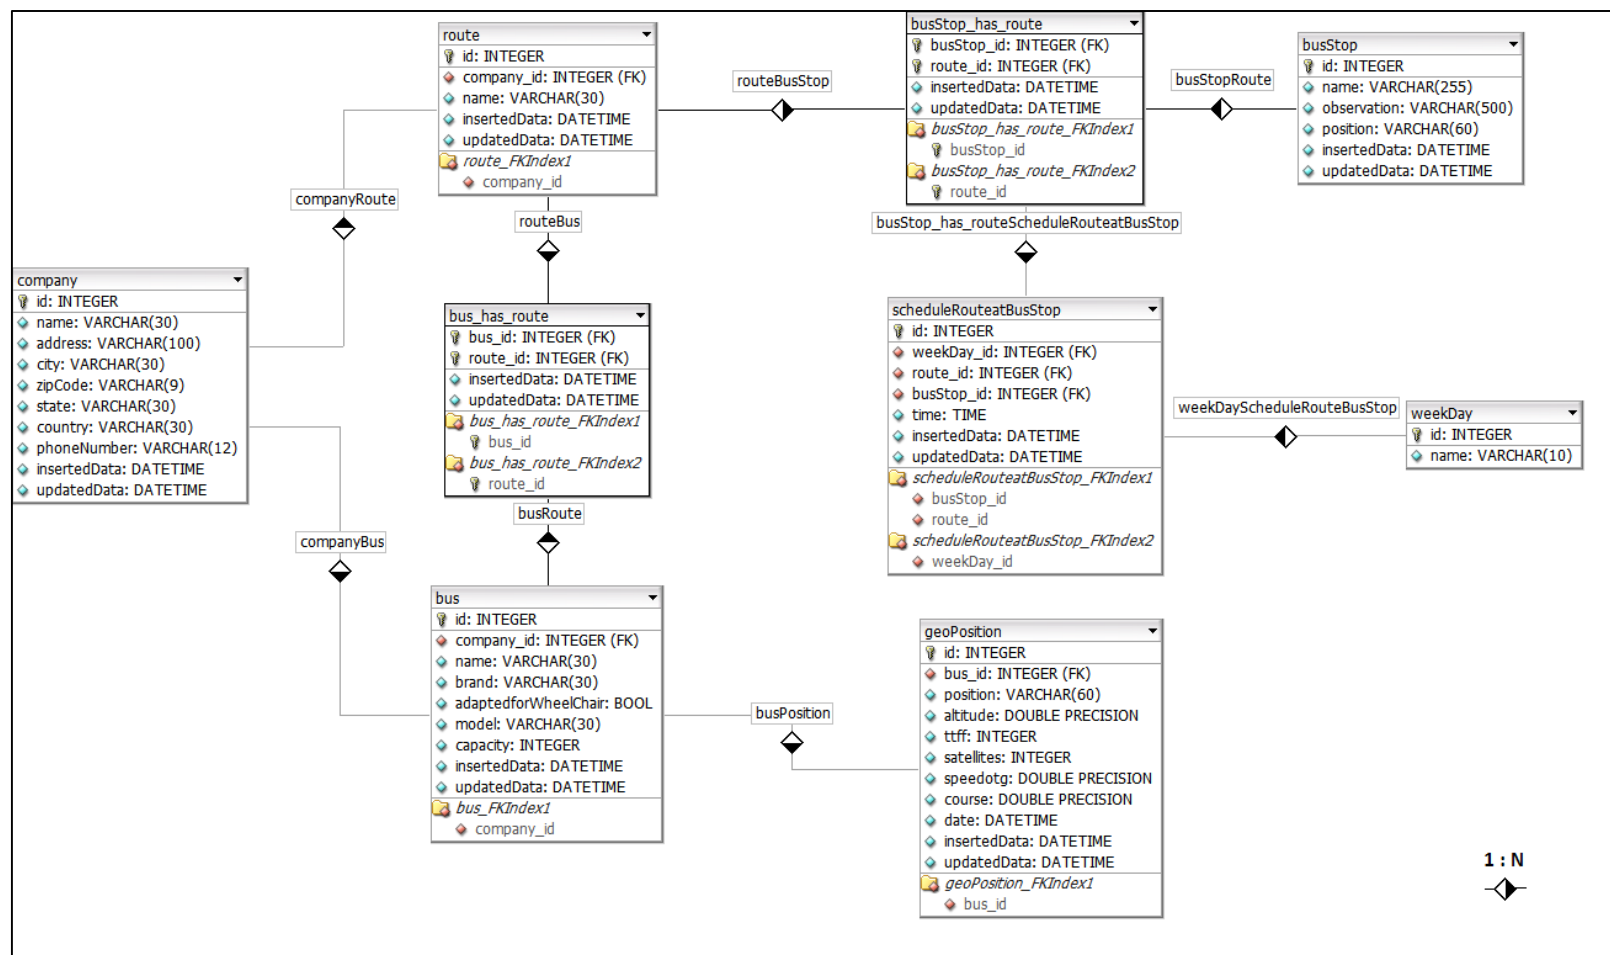 route
id: INTEGER
company_id: INTEGER (FK)
name: VARCHAR(30)
insertedData: DATETIME
updatedData: DATETIME
route_FKIndex1
company_id
routeBusStop
busStop_has_route
busStop_id: INTEGER (FK)
route_id: INTEGER (FK)
insertedData: DATETIME
updatedData: DATETIME
busStop_has_route_FKIndex1
busStop_id
busStop_has_route_FKIndex2
route_id
busStopRoute
busStop
id: INTEGER
name: VARCHAR(255)
observation: VARCHAR(500)
position: VARCHAR(60)
insertedData: DATETIME
updatedData: DATETIME
companyRoute
routeBus
busStop_has_routeScheduleRouteatBusStop
company
id: INTEGER
name: VARCHAR(30)
address: VARCHAR(100)
city: VARCHAR(30)
zipCode: VARCHAR(9)
state: VARCHAR(30)
country: VARCHAR(30)
phoneNumber: VARCHAR(12)
insertedData: DATETIME
updatedData: DATETIME
bus_has_route
bus_id: INTEGER (FK)
route_id: INTEGER (FK)
insertedData: DATETIME
updatedData: DATETIME
bus_has_route_FKIndex1
bus_id
bus_has_route_FKIndex2
route_id
scheduleRouteatBusStop
id: INTEGER
weekDay_id: INTEGER (FK)
route_id: INTEGER (FK)
busStop_id: INTEGER (FK)
time: TIME
insertedData: DATETIME
updatedData: DATETIME
scheduleRouteatBusStop_FKIndex1
busStop_id
route_id
scheduleRouteatBusStop_FKIndex2
weekDay_id
weekDayScheduleRouteBusStop
weekDay
id: INTEGER
name: VARCHAR(10)
busRoute
companyBus
bus
id: INTEGER
company_id: INTEGER (FK)
name: VARCHAR(30)
brand: VARCHAR(30)
adaptedforWheelChair: BOOL
model: VARCHAR(30)
capacity: INTEGER
insertedData: DATETIME
updatedData: DATETIME
bus_FKIndex1
company_id
busPosition
geoPosition
id: INTEGER
bus_id: INTEGER (FK)
position: VARCHAR(60)
altitude: DOUBLE PRECISION
ttff: INTEGER
satellites: INTEGER
speedotg: DOUBLE PRECISION
course: DOUBLE PRECISION
date: DATETIME
insertedData: DATETIME
updatedData: DATETIME
geoPosition_FKIndex1
bus_id
1 : N